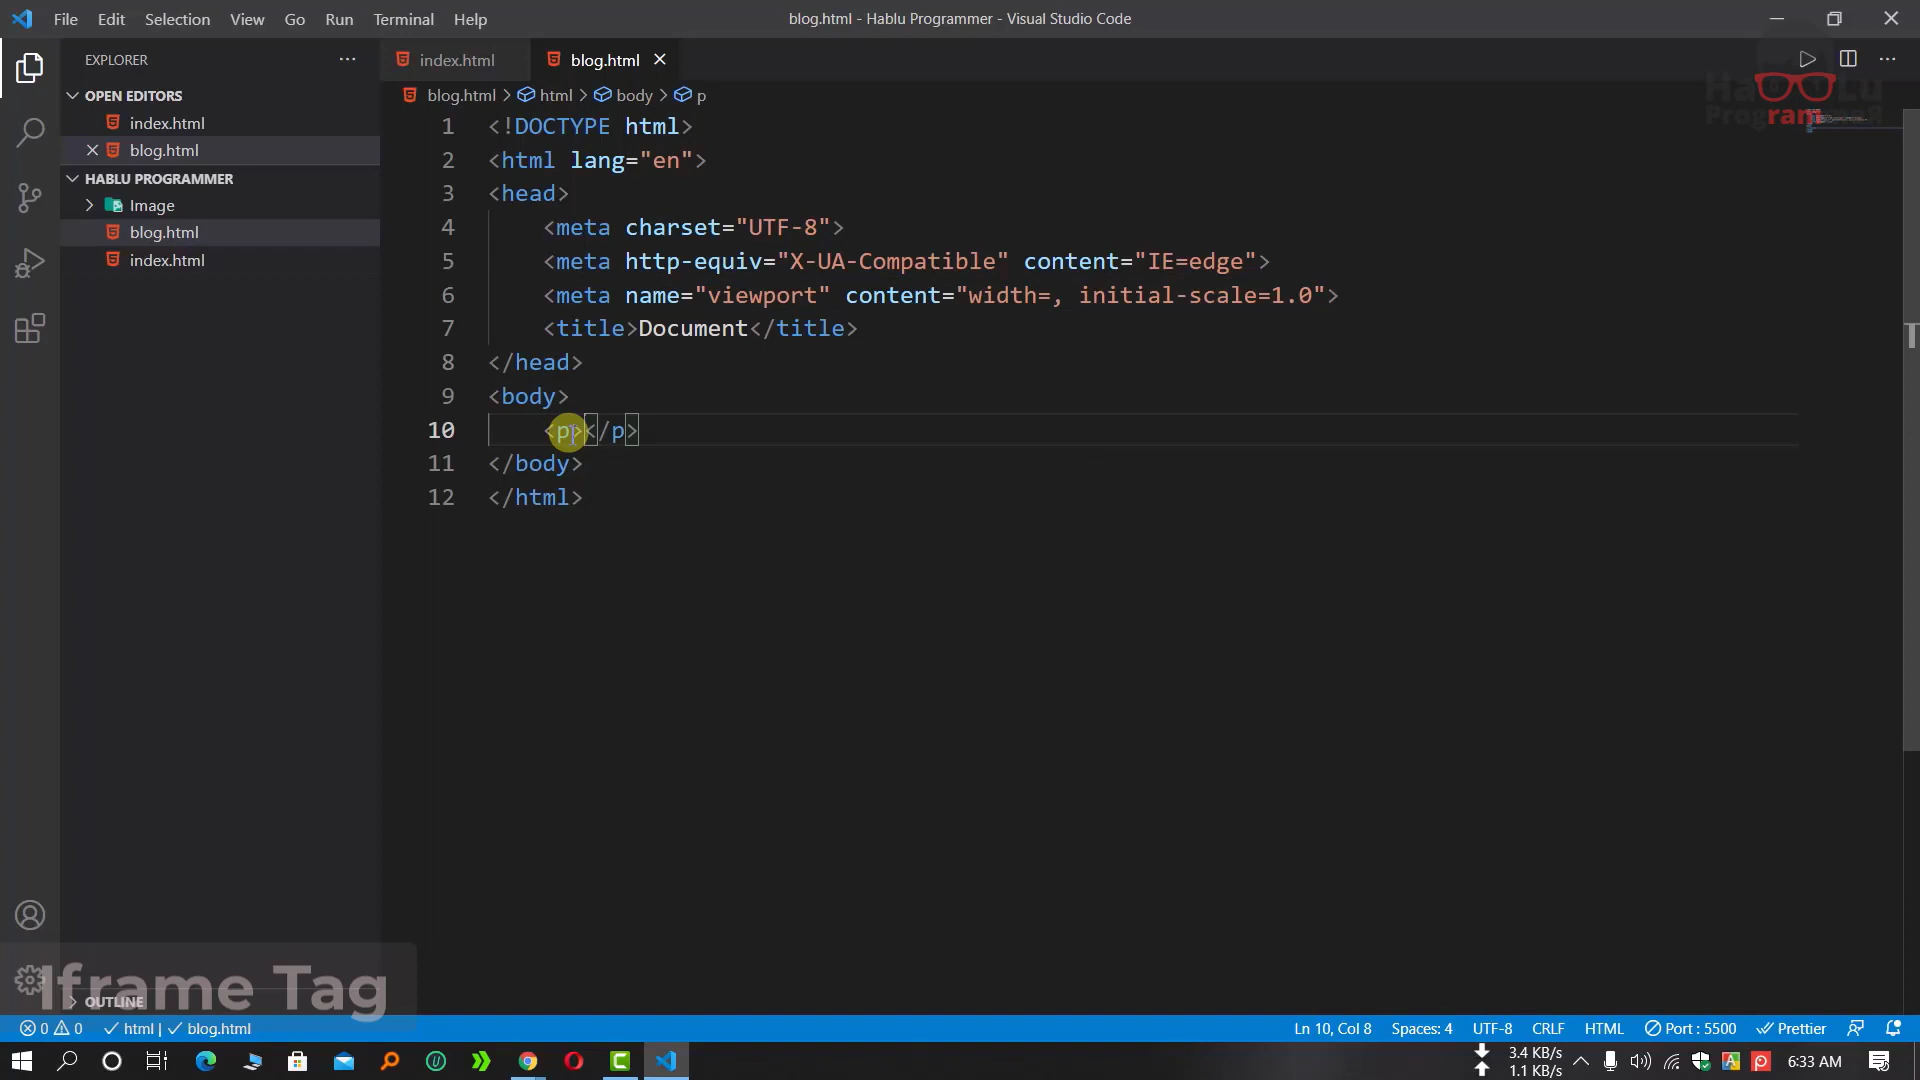 File Edit Selection View Go Run Terminal Help
blog.html - Hablu Programmer - Visual Studio Code
EXPLORER
OPEN EDITORS
index.html
blog.html
HABLU PROGRAMMER
Image
blog.html
index.html
OUTLINE
index.html blog.html
blog.html > html > body > p
1 <!DOCTYPE html>
2 <html lang="en">
3 <head>
4 <meta charset="UTF-8">
5 <meta http-equiv="X-UA-Compatible" content="IE=edge">
6 <meta name="viewport" content="width=, initial-scale=1.0">
7 <title>Document</title>
8 </head>
9 <body>
10 <p></p>
11 </body>
12 </html>
Iframe Tag
0 0 html | blog.html
Ln 10, Col 8 Spaces: 4 UTF-8 CRLF HTML Port : 5500 Prettier
3.4 KB/s
1.1 KB/s
6:33 AM